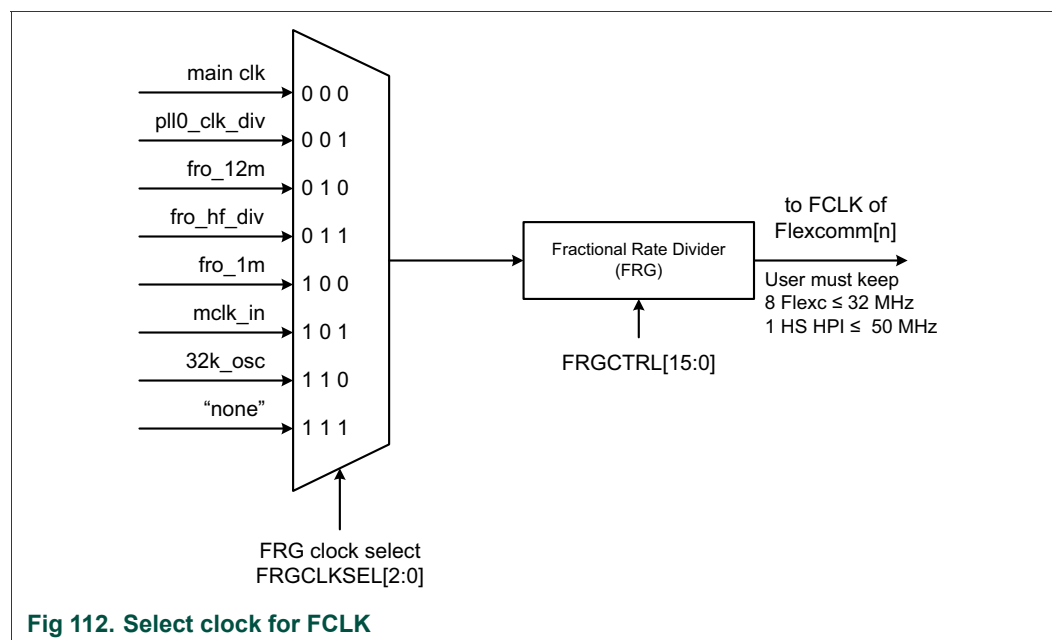 main clk
0 0 0
pll0_clk_div
0 0 1
fro_12m
0 1 0
fro_hf_div
0 1 1
fro_1m
1 0 0
mclk_in
1 0 1
32k_osc
1 1 0
“none”
1 1 1
FRG clock select
FRGCLKSEL[2:0]
Fractional Rate Divider
(FRG)
FRGCTRL[15:0]
to FCLK of
Flexcomm[n]
User must keep
8 Flexc ≤ 32 MHz
1 HS HPI ≤ 50 MHz
Fig 112. Select clock for FCLK